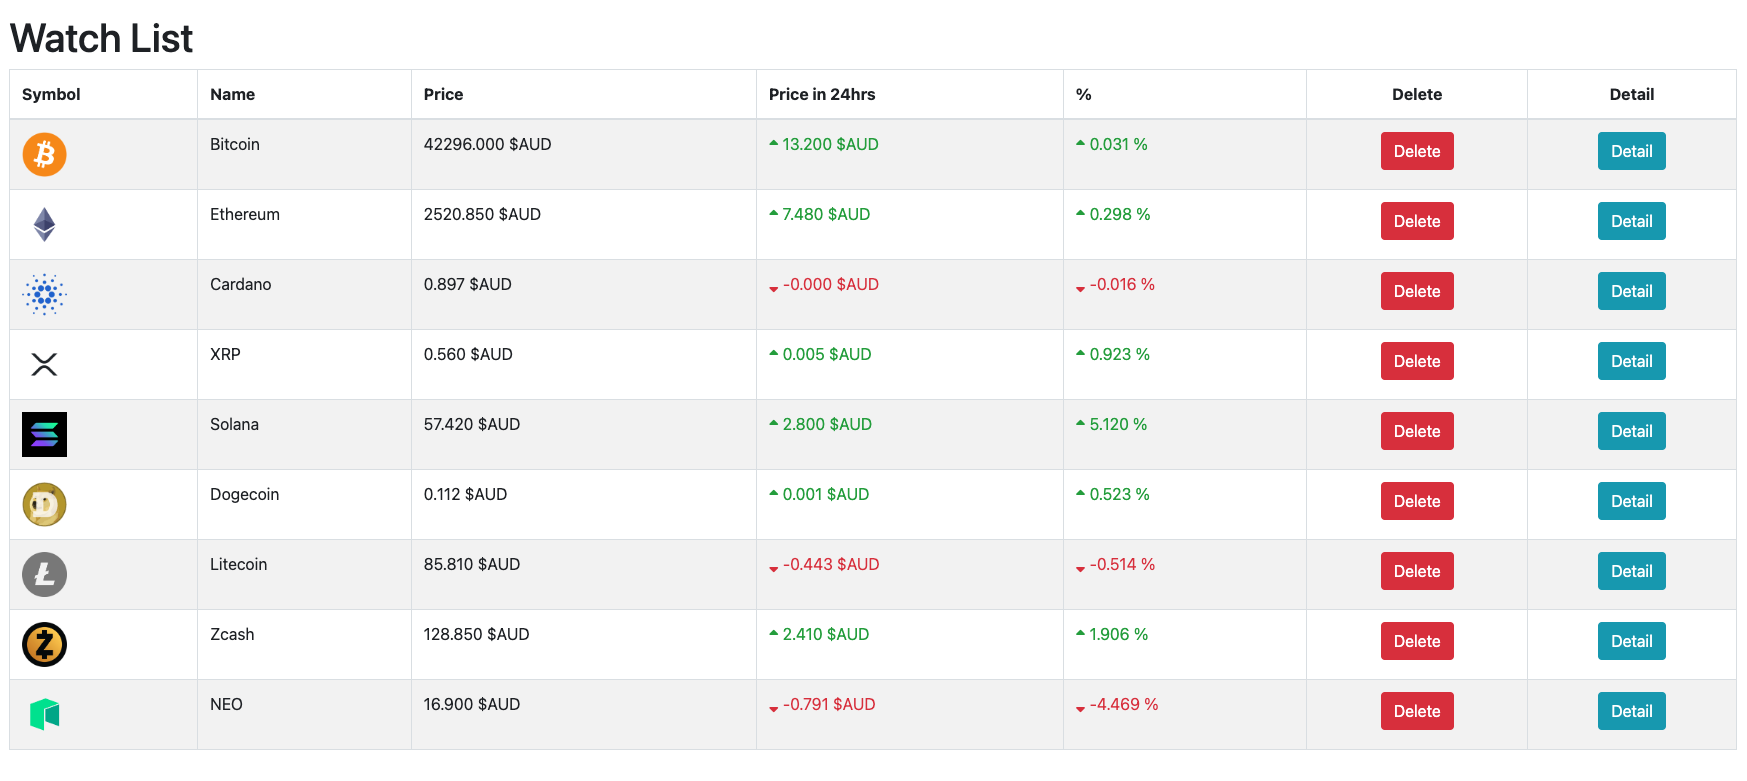 Watch List
Symbol Name Price Price in 24hrs % Delete Detail
Bitcoin 42296.000 $AUD 13.200 $AUD 0.031 % Delete Detail
Ethereum 2520.850 $AUD 7.480 $AUD 0.298 % Delete Detail
Cardano 0.897 $AUD -0.000 $AUD -0.016 % Delete Detail
XRP 0.560 $AUD 0.005 $AUD 0.923 % Delete Detail
Solana 57.420 $AUD 2.800 $AUD 5.120 % Delete Detail
Dogecoin 0.112 $AUD 0.001 $AUD 0.523 % Delete Detail
Litecoin 85.810 $AUD -0.443 $AUD -0.514 % Delete Detail
Zcash 128.850 $AUD 2.410 $AUD 1.906 % Delete Detail
NEO 16.900 $AUD -0.791 $AUD -4.469 % Delete Detail